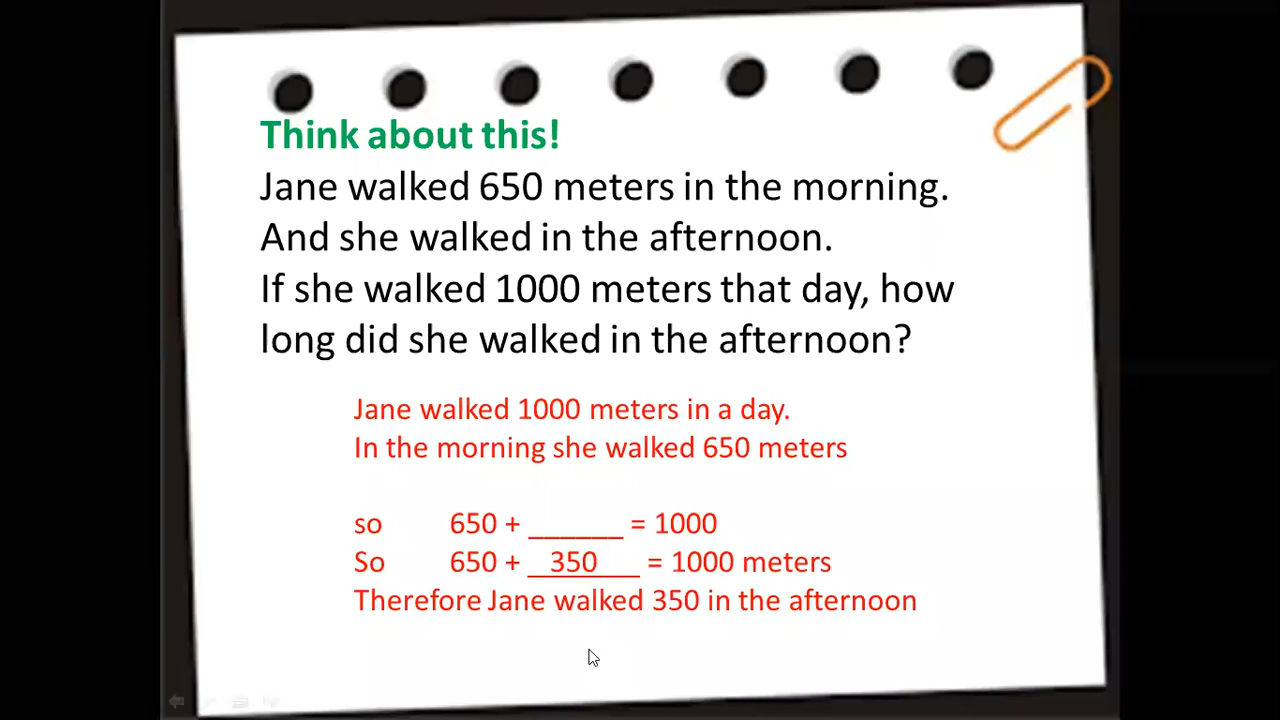 Think about this!
Jane walked 650 meters in the morning.
And she walked in the afternoon.
If she walked 1000 meters that day, how
long did she walked in the afternoon?
Jane walked 1000 meters in a day.
In the morning she walked 650 meters
so 650 + ______ = 1000
So 650 + __350___ = 1000 meters
Therefore Jane walked 350 in the afternoon